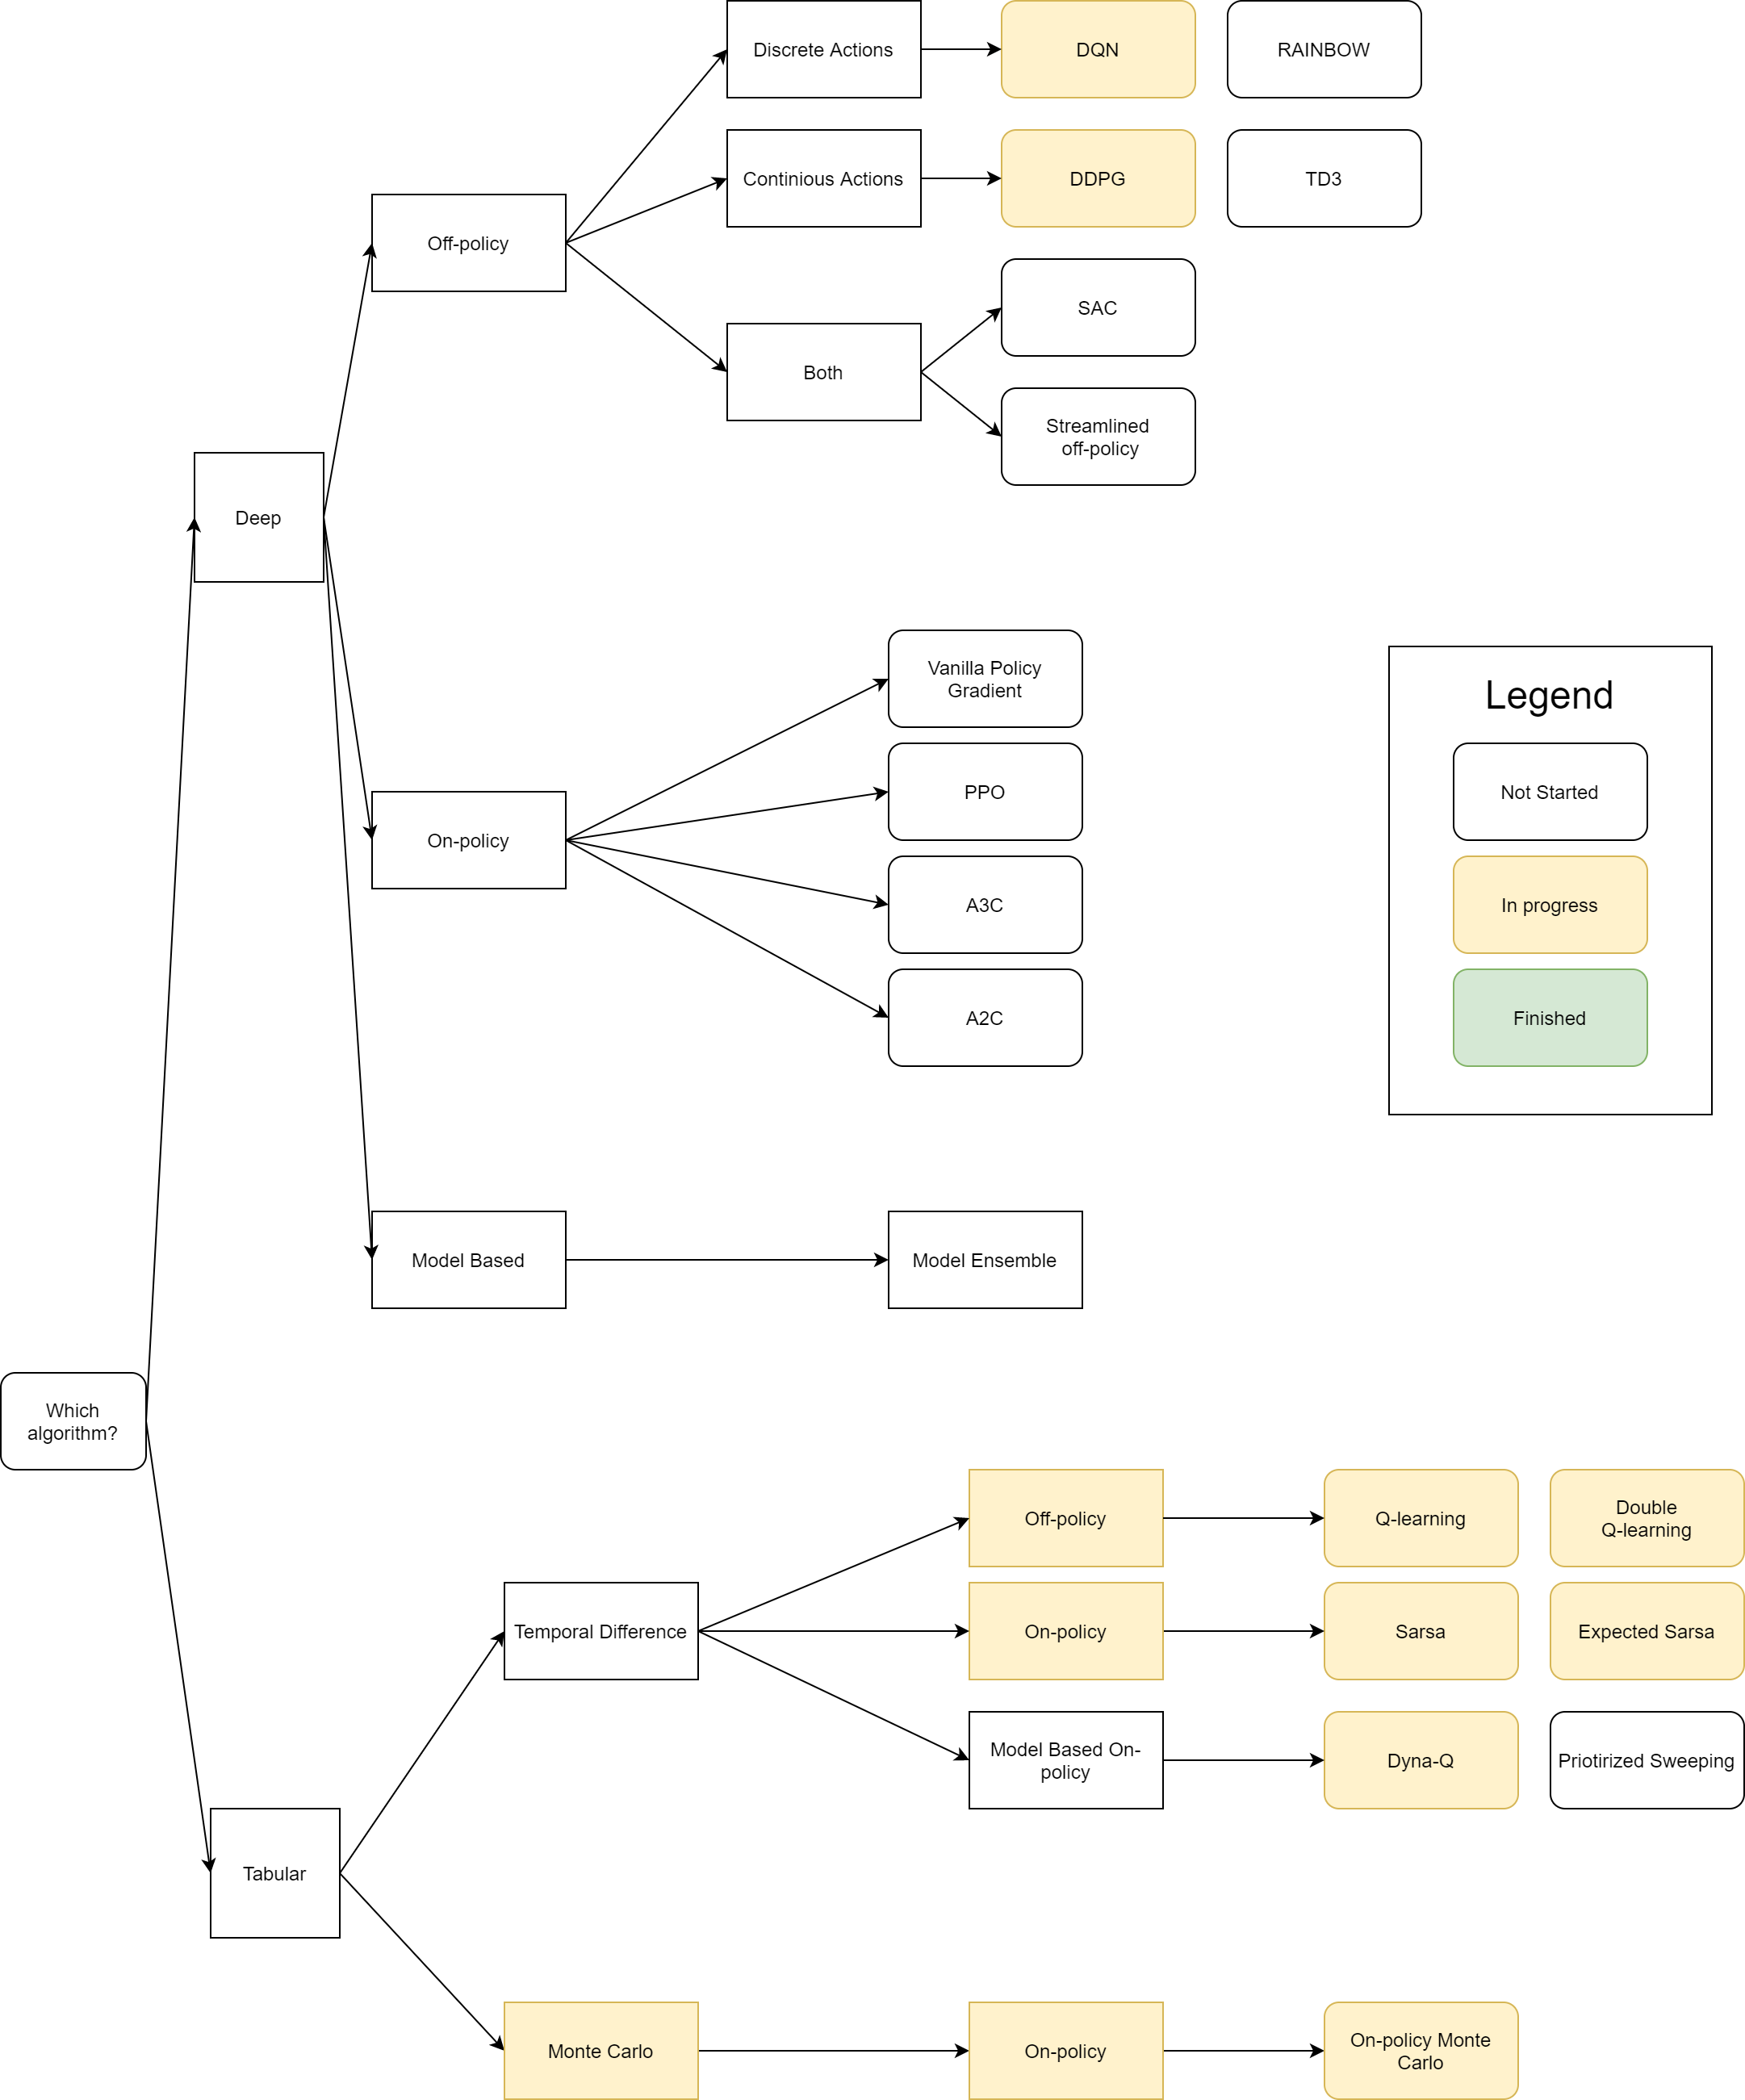 Discrete Actions
DQN
RAINBOW
Continious Actions
DDPG
TD3
Off-policy
SAC
Both
Streamlined
off-policy
Deep
Vanilla Policy
Gradient
PPO
On-policy
A3C
A2C
Legend
Not Started
In progress
Finished
Model Based
Model Ensemble
Which
algorithm?
Off-policy
Q-learning
Double
Q-learning
Temporal Difference
On-policy
Sarsa
Expected Sarsa
Model Based On-
policy
Dyna-Q
Priotirized Sweeping
Tabular
Monte Carlo
On-policy
On-policy Monte
Carlo